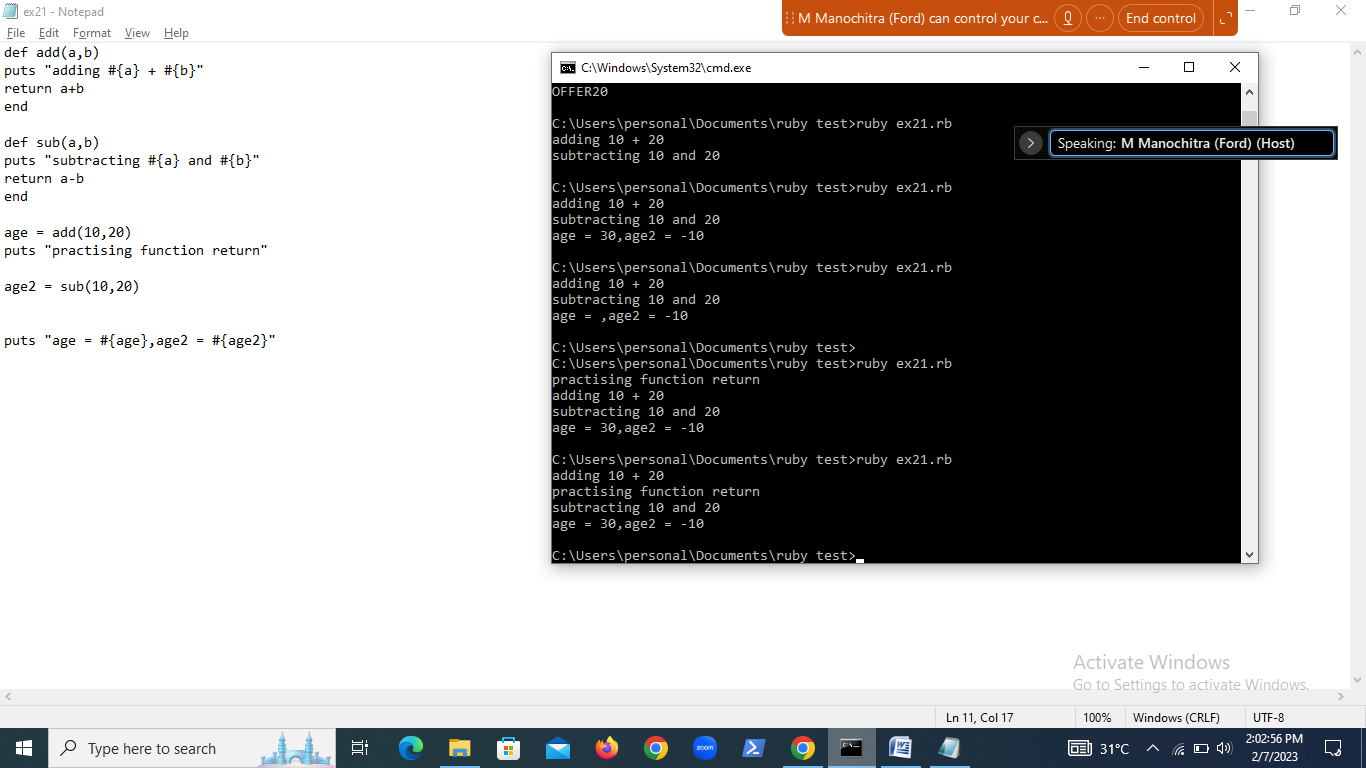 ex21 - Notepad
File Edit Format View Help
def add(a,b)
puts "adding #{a} + #{b}"
return a+b
end
def sub(a,b)
puts "subtracting #{a} and #{b}"
return a-b
end
age = add(10,20)
puts "practising function return"
age2 = sub(10,20)
puts "age = #{age},age2 = #{age2}"
M Manochitra (Ford) can control your c...
End control
C:\Windows\System32\cmd.exe
OFFER20
C:\Users\personal\Documents\ruby test>ruby ex21.rb
adding 10 + 20
subtracting 10 and 20
C:\Users\personal\Documents\ruby test>ruby ex21.rb
adding 10 + 20
subtracting 10 and 20
age = 30,age2 = -10
C:\Users\personal\Documents\ruby test>ruby ex21.rb
adding 10 + 20
subtracting 10 and 20
age = ,age2 = -10
C:\Users\personal\Documents\ruby test>
C:\Users\personal\Documents\ruby test>ruby ex21.rb
practising function return
adding 10 + 20
subtracting 10 and 20
age = 30,age2 = -10
C:\Users\personal\Documents\ruby test>ruby ex21.rb
adding 10 + 20
practising function return
subtracting 10 and 20
age = 30,age2 = -10
C:\Users\personal\Documents\ruby test>
Speaking: M Manochitra (Ford) (Host)
Activate Windows
Go to Settings to activate Windows.
Ln 11, Col 17 100% Windows (CRLF) UTF-8
Type here to search
zoom
31°C
2:02:56 PM
2/7/2023